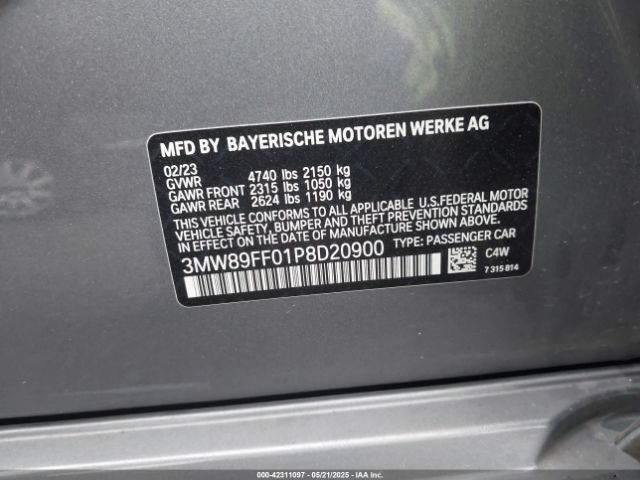 MFD BY BAYERISCHE MOTOREN WERKE AG
02/23
GVWR 4740 lbs 2150 kg
GAWR FRONT 2315 lbs 1050 kg
GAWR REAR 2624 lbs 1190 kg
THIS VEHICLE CONFORMS TO ALL APPLICABLE U.S.FEDERAL MOTOR
VEHICLE SAFETY, BUMPER, AND THEFT PREVENTION STANDARDS
IN EFFECT ON THE DATE OF MANUFACTURE SHOWN ABOVE.
3MW89FF01P8D20900 TYPE: PASSENGER CAR
C4W
7 315 814
000-42311097 - 05/21/2025 - IAAI.COM